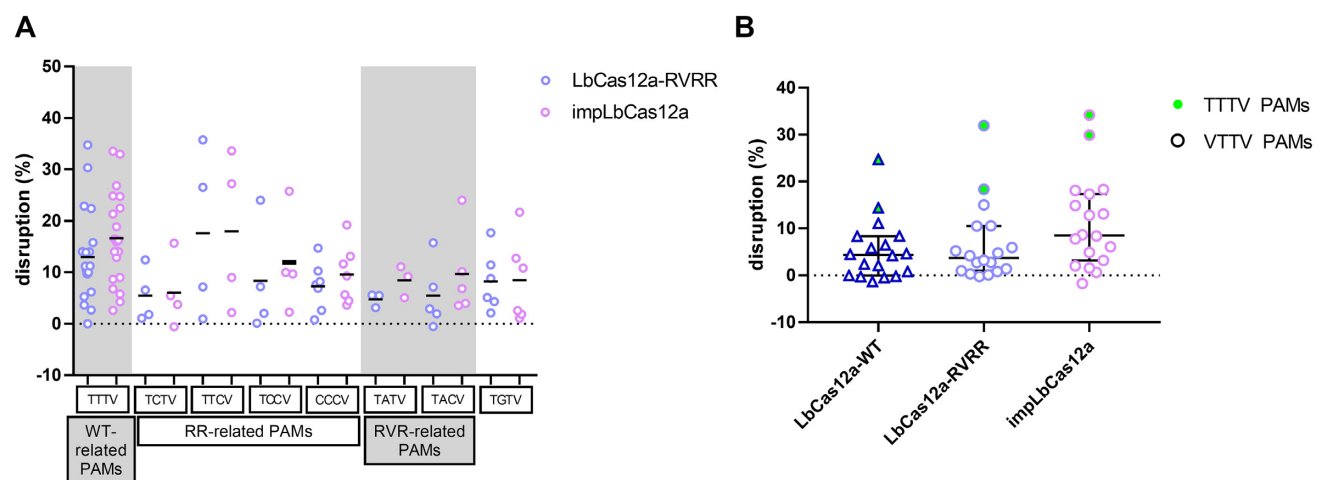 A
disruption (%)
50
40
30
20
10
0
-10
LbCas12a-RVRR
impLbCas12a
TTTV
TCTV
TTCV
TCCV
CCCV
TATV
TACV
TGTV
WT-
related
PAMs
RR-related PAMs
RVR-related
PAMs
B
disruption (%)
40
30
20
10
0
-10
TTTV PAMs
VTTV PAMs
LbCas12a-WT
LbCas12a-RVRR
impLbCas12a